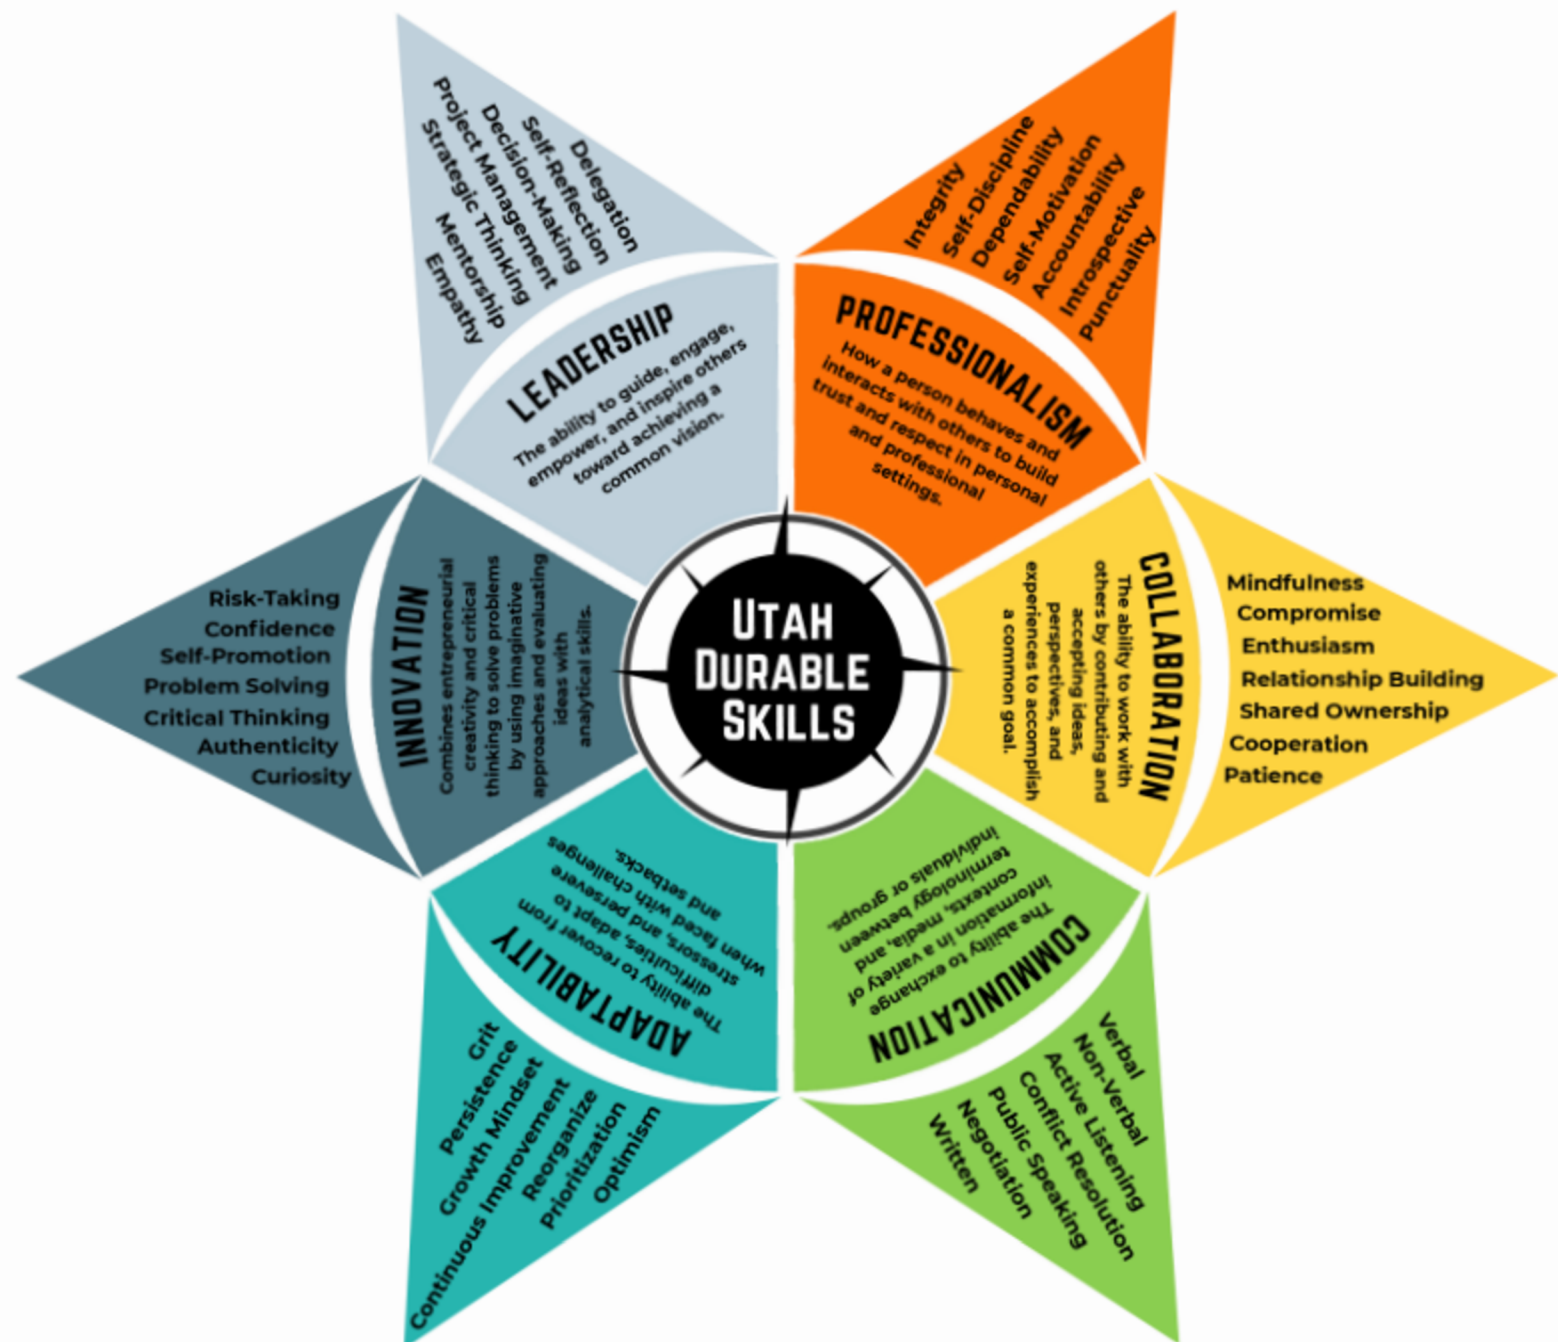 UTAH
DURABLE
SKILLS
LEADERSHIP
The ability to guide, engage,
empower, and inspire others
toward achieving a
common vision.
Delegation
Self-Reflection
Decision-Making
Project Management
Strategic Thinking
Mentorship
Empathy
PROFESSIONALISM
How a person behaves and
interacts with others to build
trust and respect in personal
and professional
settings.
Integrity
Self-Discipline
Dependability
Self-Motivation
Accountability
Introspective
Punctuality
COLLABORATION
The ability to work with
others by contributing and
accepting ideas,
perspectives, and
experiences to accomplish
a common goal.
Mindfulness
Compromise
Enthusiasm
Relationship Building
Shared Ownership
Cooperation
Patience
COMMUNICATION
The ability to exchange
information in a variety of
contexts, media, and
terminology between
individuals or groups.
Verbal
Non-Verbal
Active Listening
Conflict Resolution
Public Speaking
Negotiation
Written
ADAPTABILITY
The ability to recover from
difficulties, adapt to
stressors, and persevere
when faced with challenges
and setbacks.
Grit
Persistence
Growth Mindset
Continuous Improvement
Reorganize
Prioritization
Optimism
INNOVATION
Combines entrepreneurial
creativity and critical
thinking to solve problems
by using imaginative
approaches and evaluating
ideas with
analytical skills.
Risk-Taking
Confidence
Self-Promotion
Problem Solving
Critical Thinking
Authenticity
Curiosity